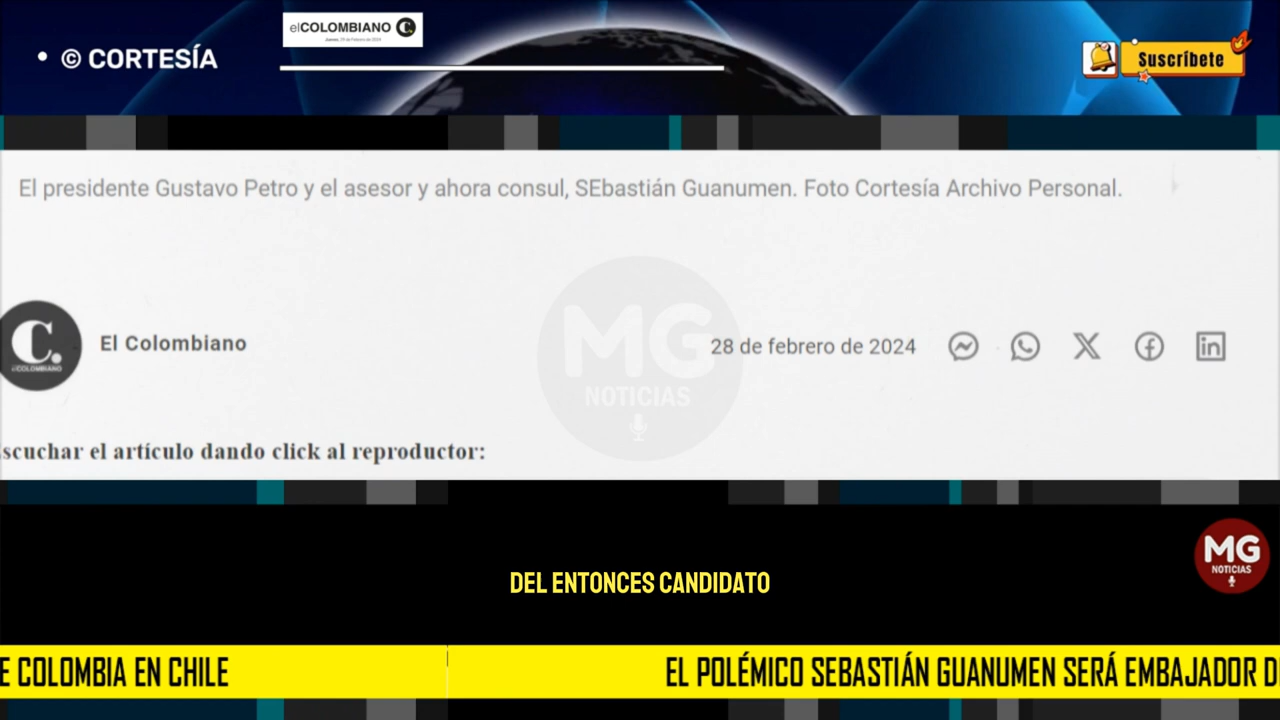 elCOLOMBIANO C.
• © CORTESÍA
Suscríbete
El presidente Gustavo Petro y el asesor y ahora consul, SEbastián Guanumen. Foto Cortesía Archivo Personal.
MG
NOTICIAS
C.
elCOLOMBIANO
El Colombiano
28 de febrero de 2024
scuchar el artículo dando click al reproductor:
MG
NOTICIAS
DEL ENTONCES CANDIDATO
E COLOMBIA EN CHILE
EL POLÉMICO SEBASTIÁN GUANUMEN SERÁ EMBAJADOR D